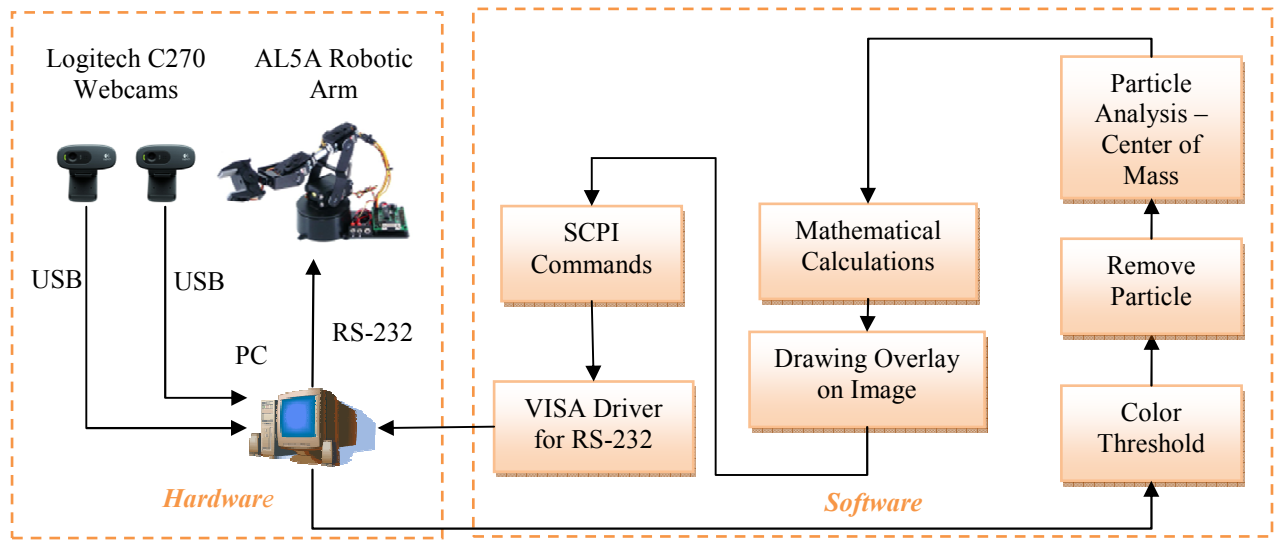 Logitech C270
Webcams
AL5A Robotic
Arm
USB
USB
RS-232
PC
Hardware
SCPI
Commands
VISA Driver
for RS-232
Mathematical
Calculations
Drawing Overlay
on Image
Particle
Analysis –
Center of
Mass
Remove
Particle
Color
Threshold
Software